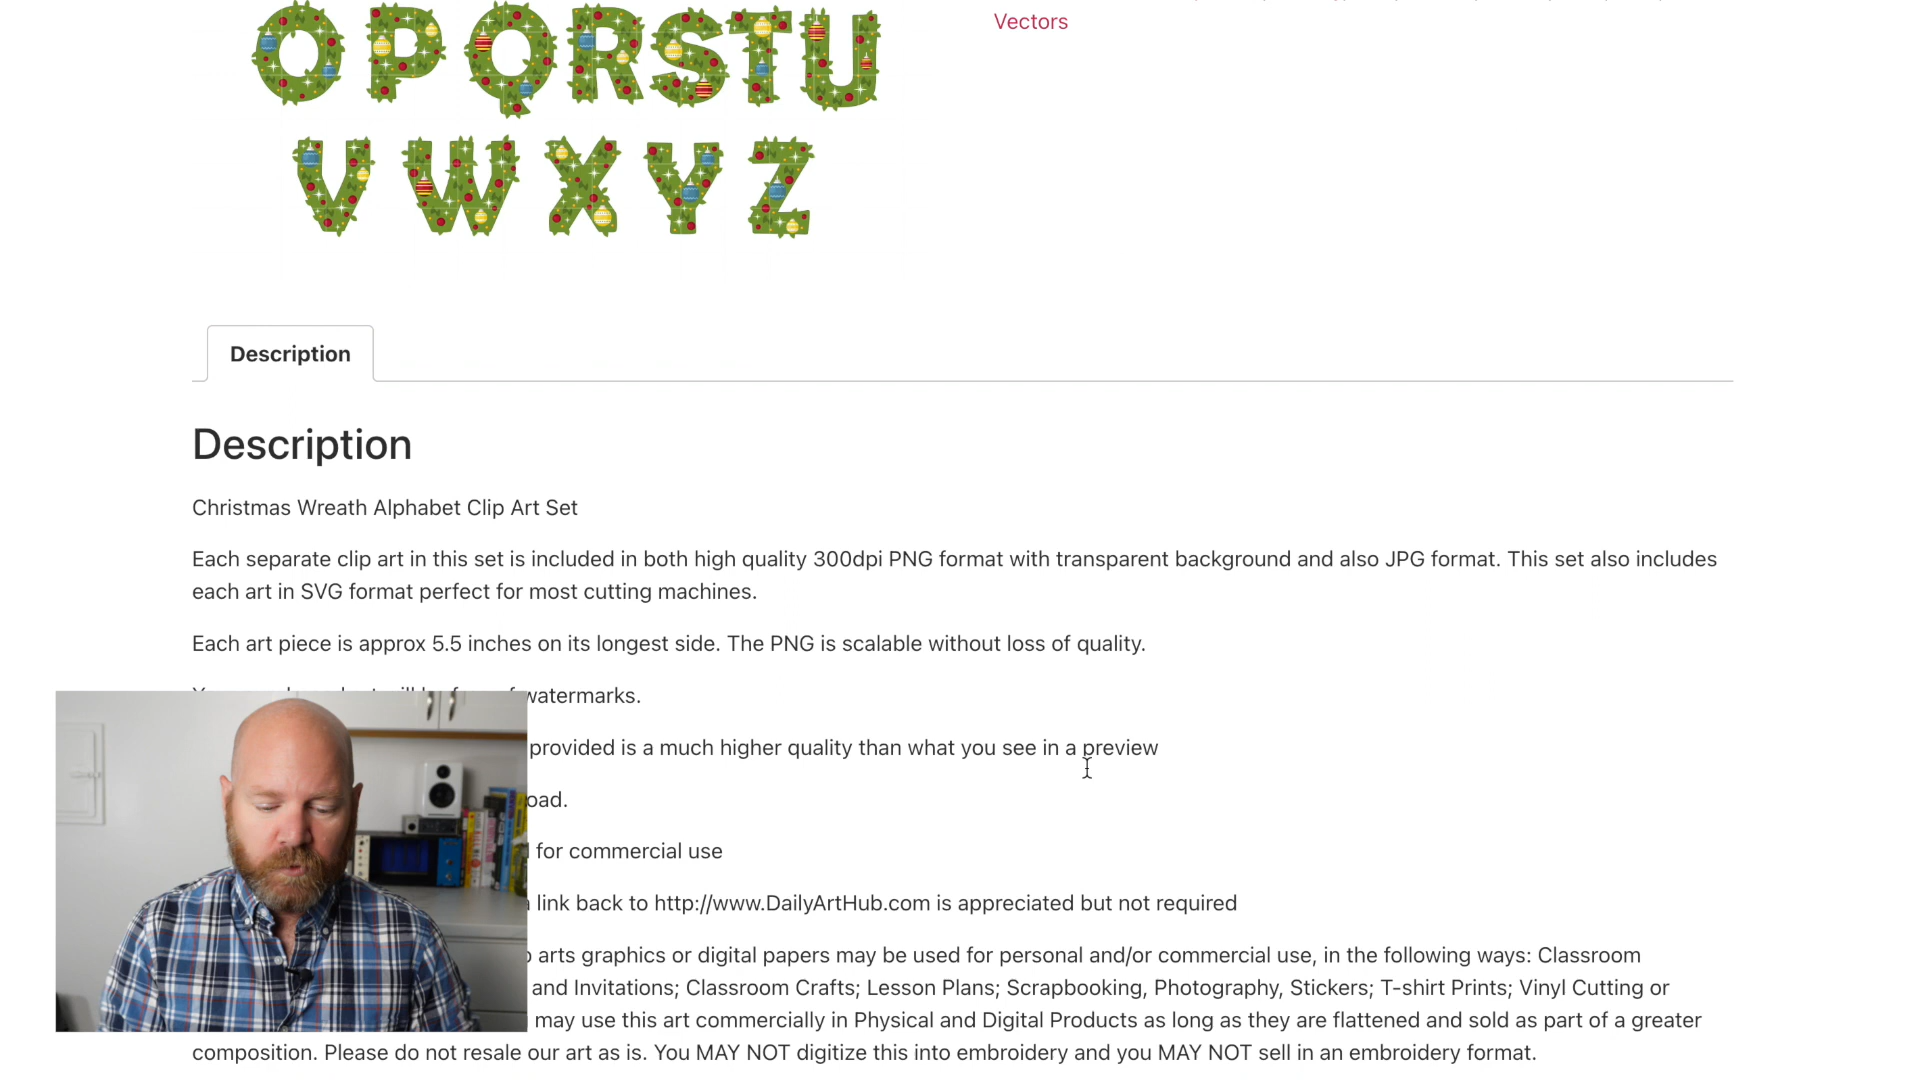 Vectors
O P Q R S T U
V W X Y Z
Description
Description
Christmas Wreath Alphabet Clip Art Set
Each separate clip art in this set is included in both high quality 300dpi PNG format with transparent background and also JPG format. This set also includes
each art in SVG format perfect for most cutting machines.
Each art piece is approx 5.5 inches on its longest side. The PNG is scalable without loss of quality.
watermarks.
provided is a much higher quality than what you see in a preview
for commercial use
link back to http://www.DailyArtHub.com is appreciated but not required
arts graphics or digital papers may be used for personal and/or commercial use, in the following ways: Classroom
and Invitations; Classroom Crafts; Lesson Plans; Scrapbooking, Photography, Stickers; T-shirt Prints; Vinyl Cutting or
may use this art commercially in Physical and Digital Products as long as they are flattened and sold as part of a greater
composition. Please do not resale our art as is. You MAY NOT digitize this into embroidery and you MAY NOT sell in an embroidery format.